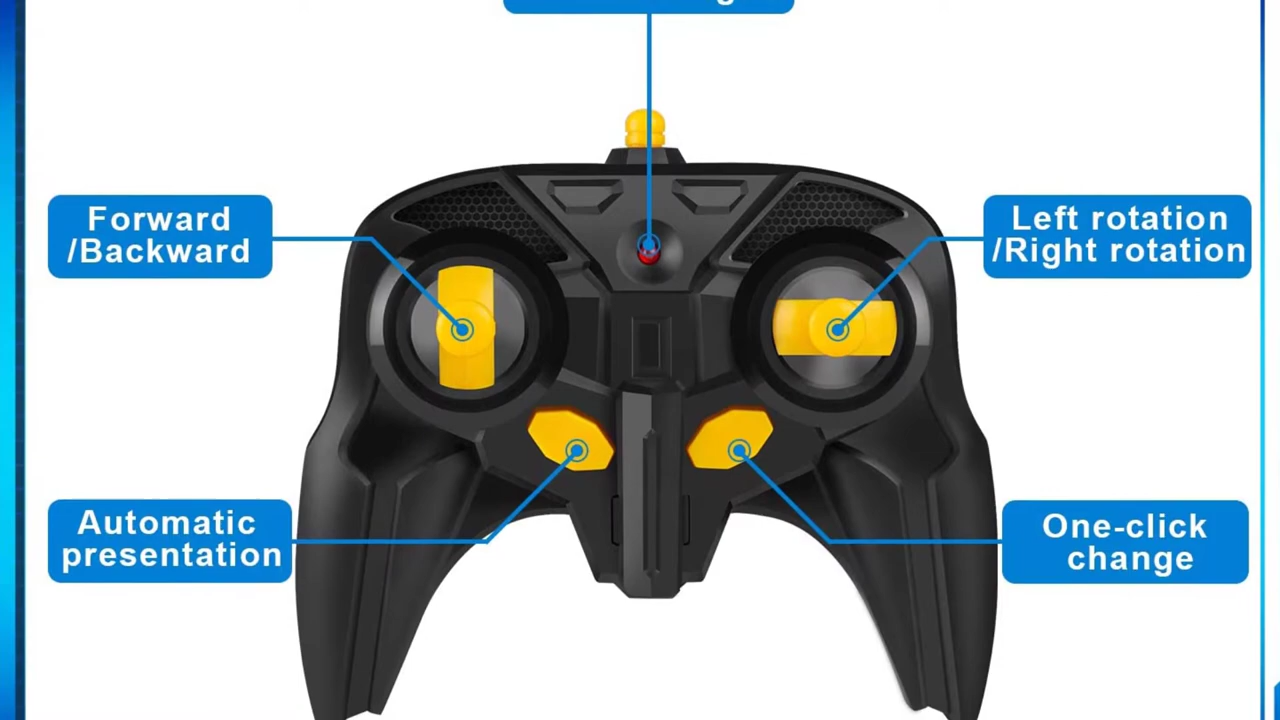 Forward
/Backward
Left rotation
/Right rotation
Automatic
presentation
One-click
change